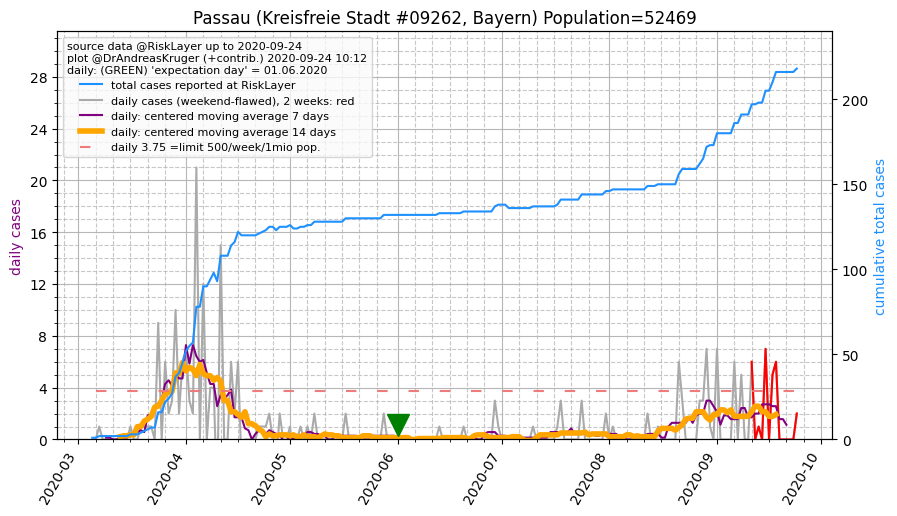 Passau (Kreisfreie Stadt #09262, Bayern) Population=52469
source data @RiskLayer up to 2020-09-24
plot @DrAndreasKruger (+contrib.) 2020-09-24 10:12
daily: (GREEN) 'expectation day' = 01.06.2020
total cases reported at RiskLayer
daily cases (weekend-flawed), 2 weeks: red
daily: centered moving average 7 days
daily: centered moving average 14 days
daily 3.75 =limit 500/week/1mio pop.
daily cases
28
24
20
16
12
8
4
0
cumulative total cases
200
150
100
50
0
2020-03
2020-04
2020-05
2020-06
2020-07
2020-08
2020-09
2020-10